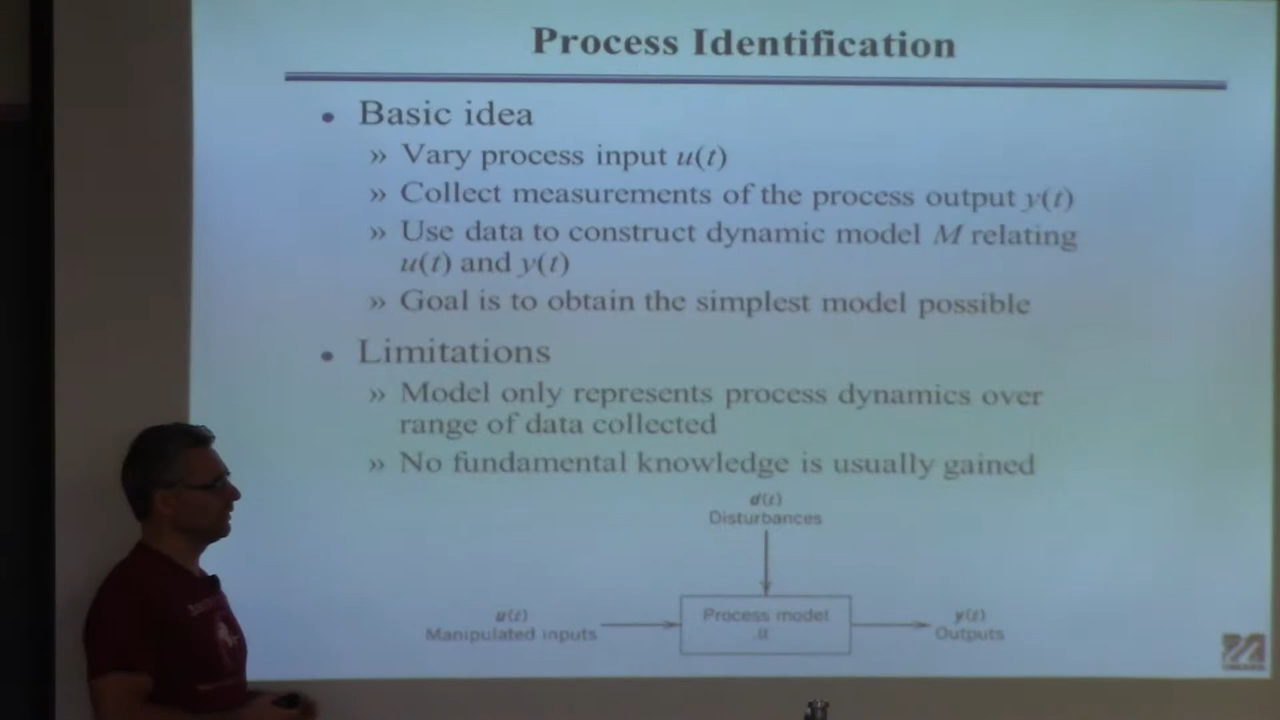 Process Identification
• Basic idea
» Vary process input u(t)
» Collect measurements of the process output y(t)
» Use data to construct dynamic model M relating
u(t) and y(t)
» Goal is to obtain the simplest model possible
• Limitations
» Model only represents process dynamics over
range of data collected
» No fundamental knowledge is usually gained
d(t)
Disturbances
u(t)
Manipulated inputs
Process model
y(t)
Outputs